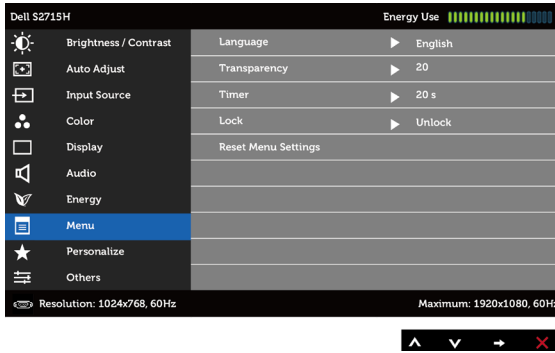 Dell S2715H Energy Use
Brightness / Contrast Language English
Auto Adjust Transparency 20
Input Source Timer 20 s
Color Lock Unlock
Display Reset Menu Settings
Audio
Energy
Menu
Personalize
Others
Resolution: 1024x768, 60Hz Maximum: 1920x1080, 60Hz